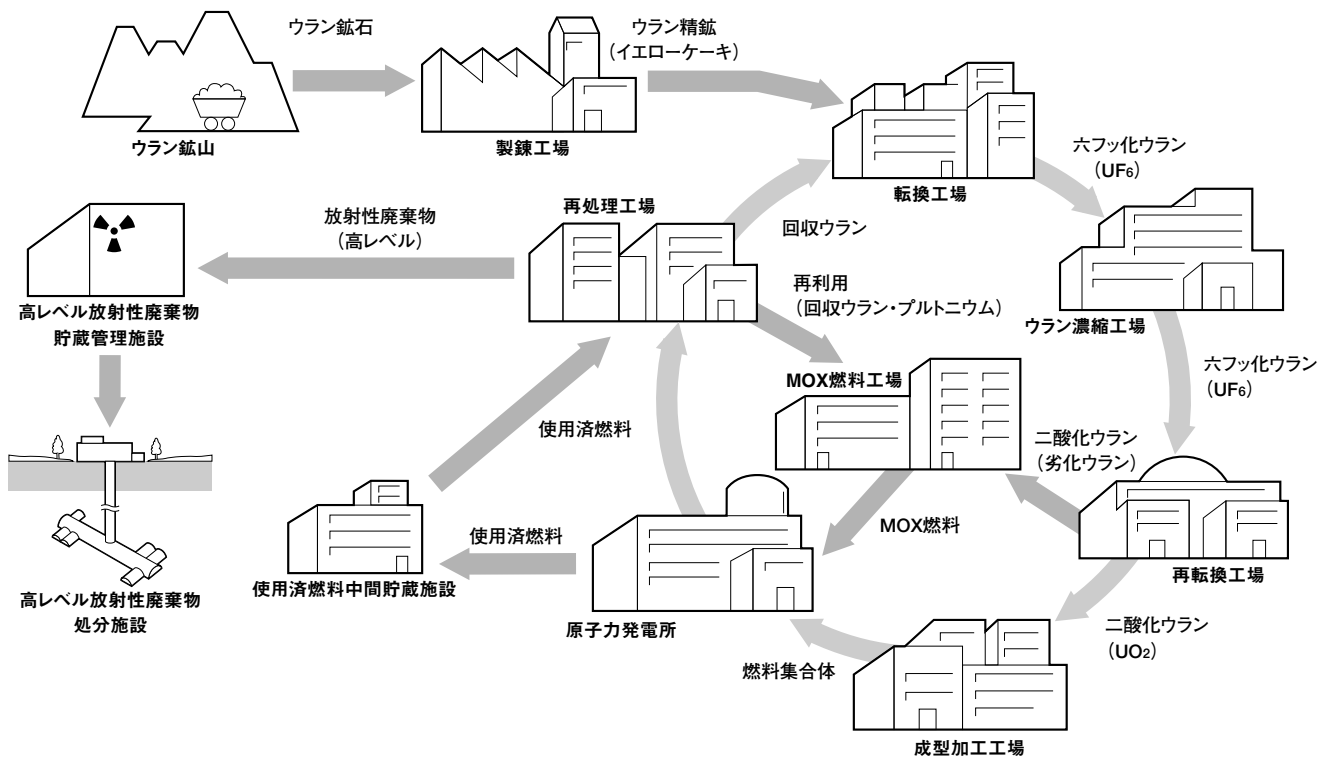 ウラン鉱石
ウラン精鉱
（イエローケーキ）
ウラン鉱山
製錬工場
転換工場
六フッ化ウラン
（UF6）
放射性廃棄物
（高レベル）
再処理工場
回収ウラン
再利用
（回収ウラン・プルトニウム）
高レベル放射性廃棄物
貯蔵管理施設
ウラン濃縮工場
六フッ化ウラン
（UF6）
MOX燃料工場
使用済燃料
二酸化ウラン
（劣化ウラン）
MOX燃料
使用済燃料
再転換工場
使用済燃料中間貯蔵施設
高レベル放射性廃棄物
処分施設
原子力発電所
二酸化ウラン
（UO2）
燃料集合体
成型加工工場